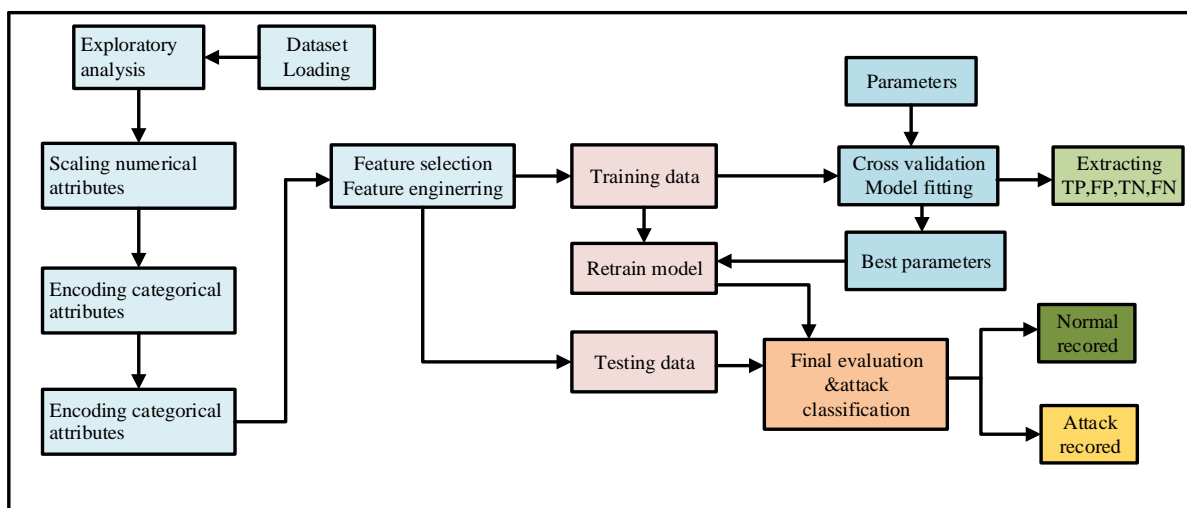 Exploratory
analysis
Dataset
Loading
Scaling numerical
attributes
Encoding categorical
attributes
Encoding categorical
attributes
Feature selection
Feature enginerring
Training data
Retrain model
Testing data
Parameters
Cross validation
Model fitting
Best parameters
Extracting
TP,FP,TN,FN
Final evaluation
&attack
classification
Normal
recored
Attack
recored